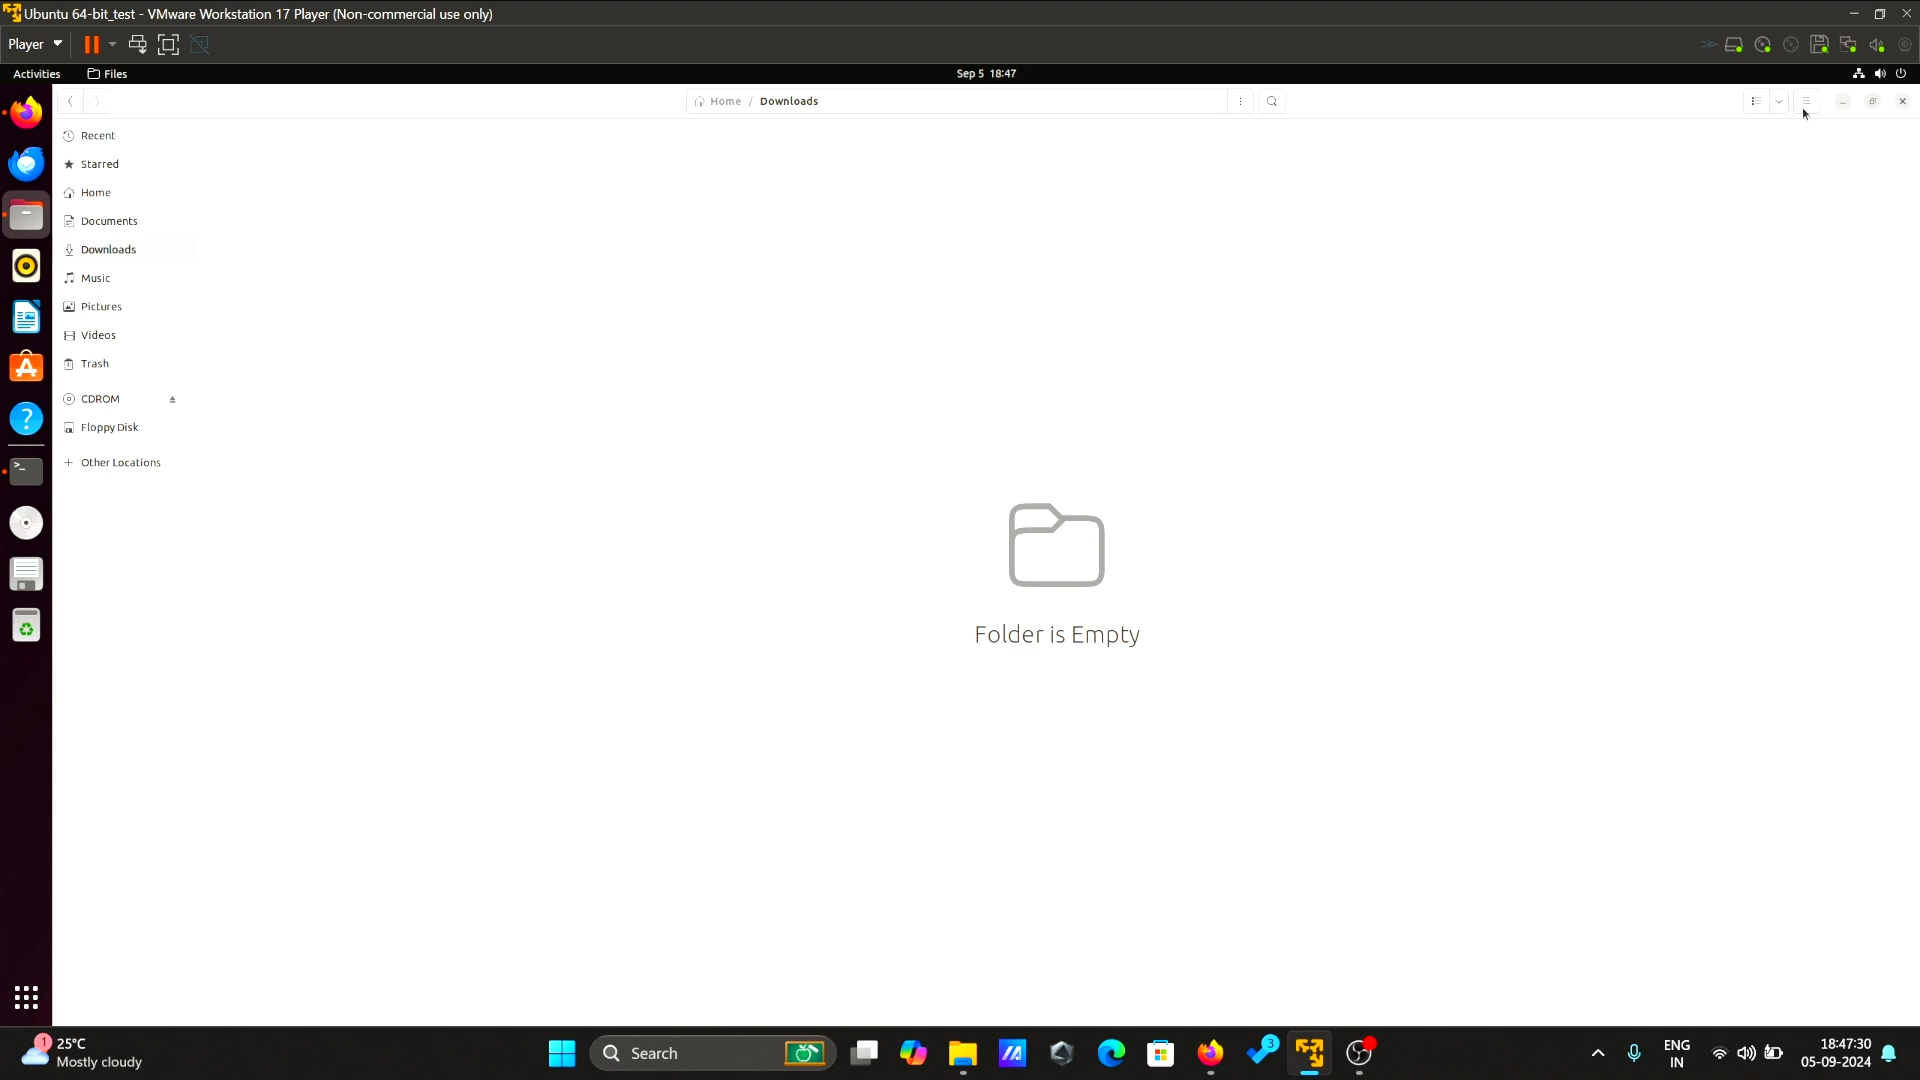 Ubuntu 64-bit_test - VMware Workstation 17 Player (Non-commercial use only)
Player
Activities Files Sep 5 18:47
Home / Downloads
Recent
Starred
Home
Documents
Downloads
Music
Pictures
Videos
Trash
CDROM
Floppy Disk
+ Other Locations
Folder is Empty
1 25°C
Mostly cloudy
Search
3
ENG
IN
18:47:30
05-09-2024